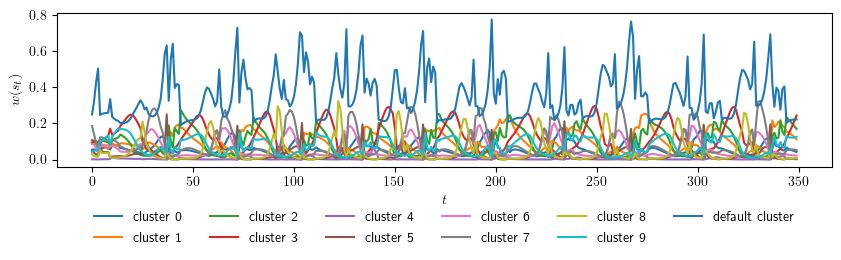 0.8
0.6
0.4
0.2
0.0
w(s_t)
0 50 100 150 200 250 300 350
t
cluster 0 cluster 2 cluster 4 cluster 6 cluster 8 default cluster
cluster 1 cluster 3 cluster 5 cluster 7 cluster 9